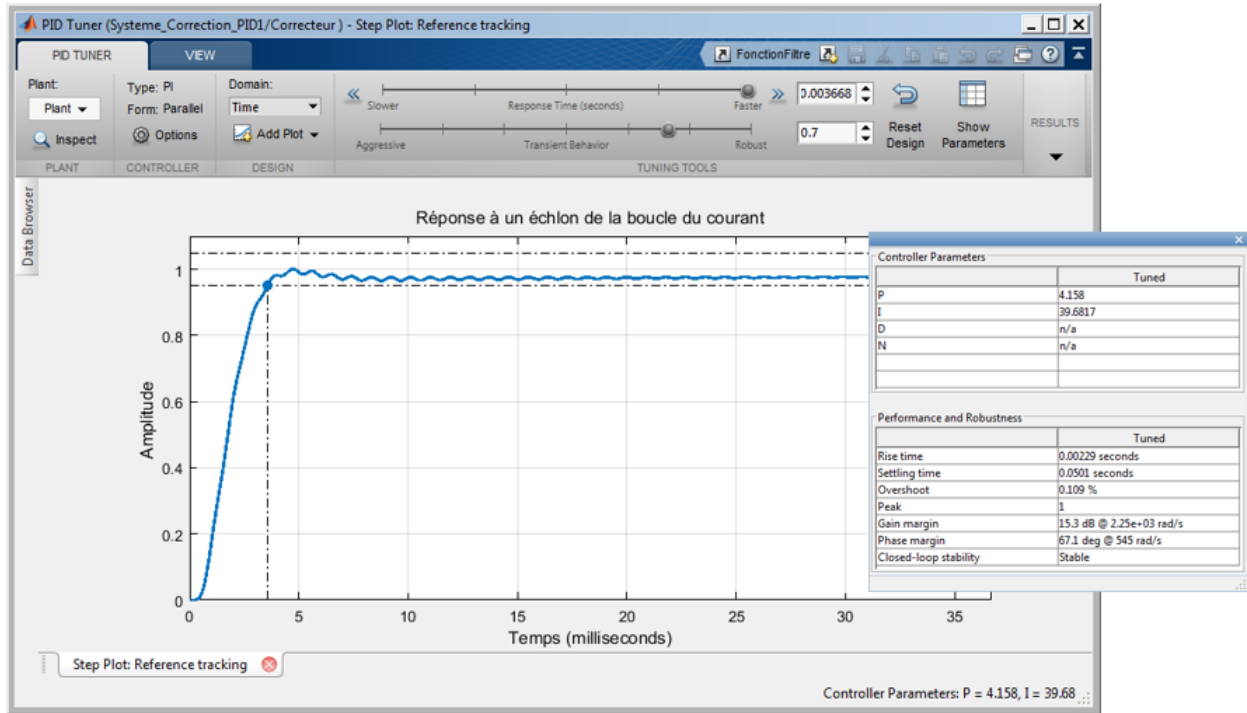 PID Tuner (Systeme_Correction_PID1/Correcteur ) - Step Plot: Reference tracking
PID TUNER
VIEW
FonctionFiltre
Plant:
Plant
Inspect
PLANT
Type: PI
Form: Parallel
Options
CONTROLLER
Domain:
Time
Add Plot
DESIGN
Slower
Response Time (seconds)
Faster
0.003668
Aggressive
Transient Behavior
Robust
0.7
Reset
Design
Show
Parameters
TUNING TOOLS
RESULTS
Data Browser
Réponse à un échlon de la boucle du courant
Amplitude
1
0.8
0.6
0.4
0.2
0
0 5 10 15 20 25 30 35
Temps (milliseconds)
Controller Parameters
Tuned
P 4.158
I 39.6817
D n/a
N n/a
Performance and Robustness
Tuned
Rise time 0.00229 seconds
Settling time 0.0501 seconds
Overshoot 0.109 %
Peak 1
Gain margin 15.3 dB @ 2.25e+03 rad/s
Phase margin 67.1 deg @ 545 rad/s
Closed-loop stability Stable
Step Plot: Reference tracking
Controller Parameters: P = 4.158, I = 39.68